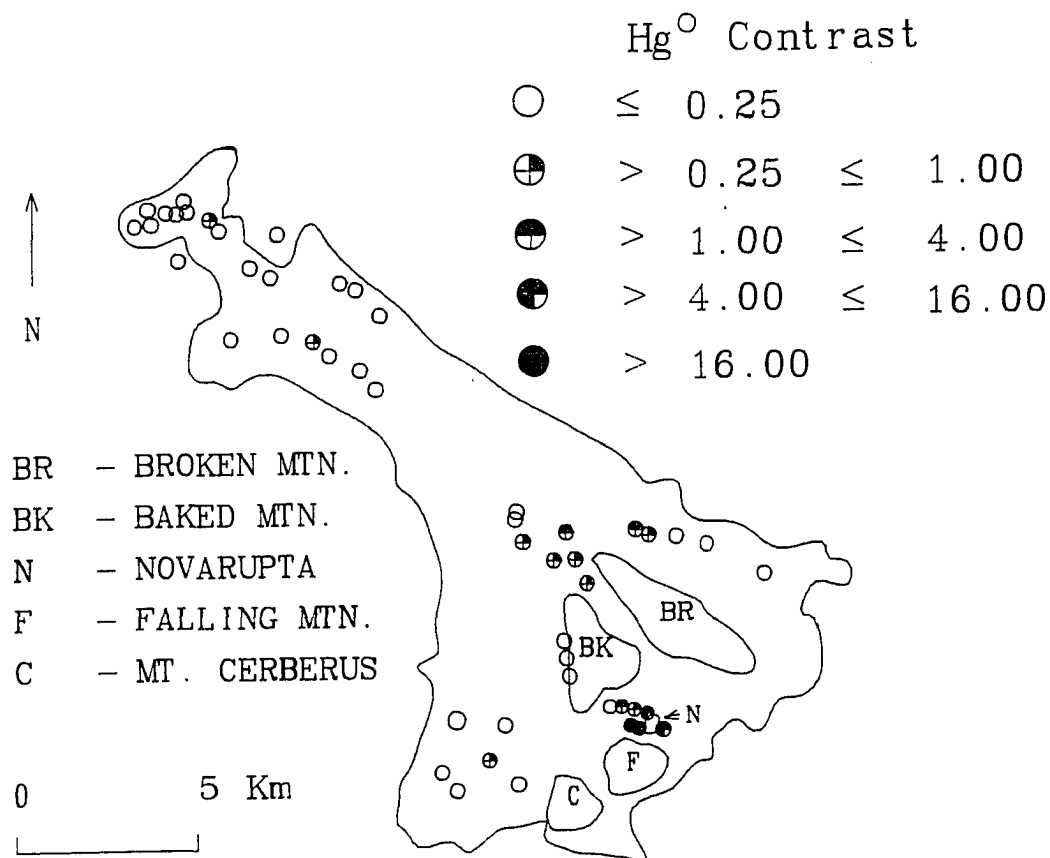 Hg° Contrast
≤ 0.25
> 0.25 ≤ 1.00
> 1.00 ≤ 4.00
> 4.00 ≤ 16.00
> 16.00
N
BR - BROKEN MTN.
BK - BAKED MTN.
N - NOVARUPTA
F - FALLING MTN.
C - MT. CERBERUS
BR
BK
N
F
C
0 5 Km